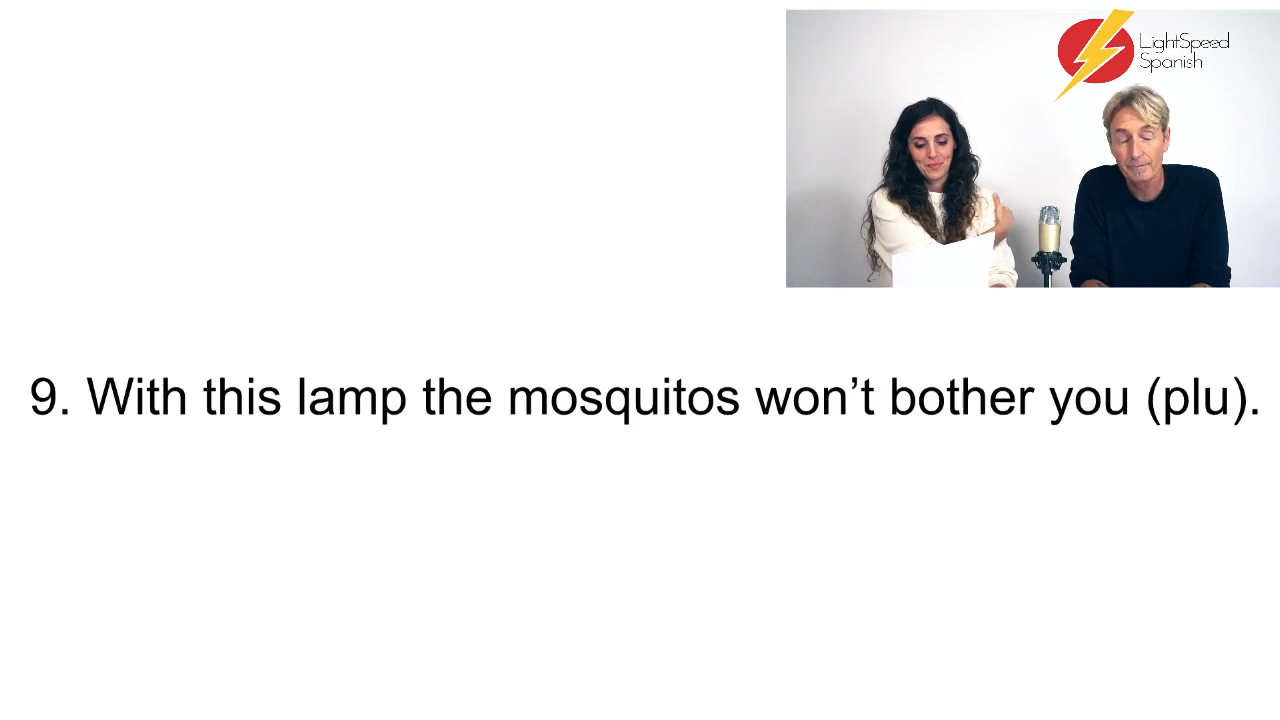 LightSpeed
Spanish
9. With this lamp the mosquitos won’t bother you (plu).